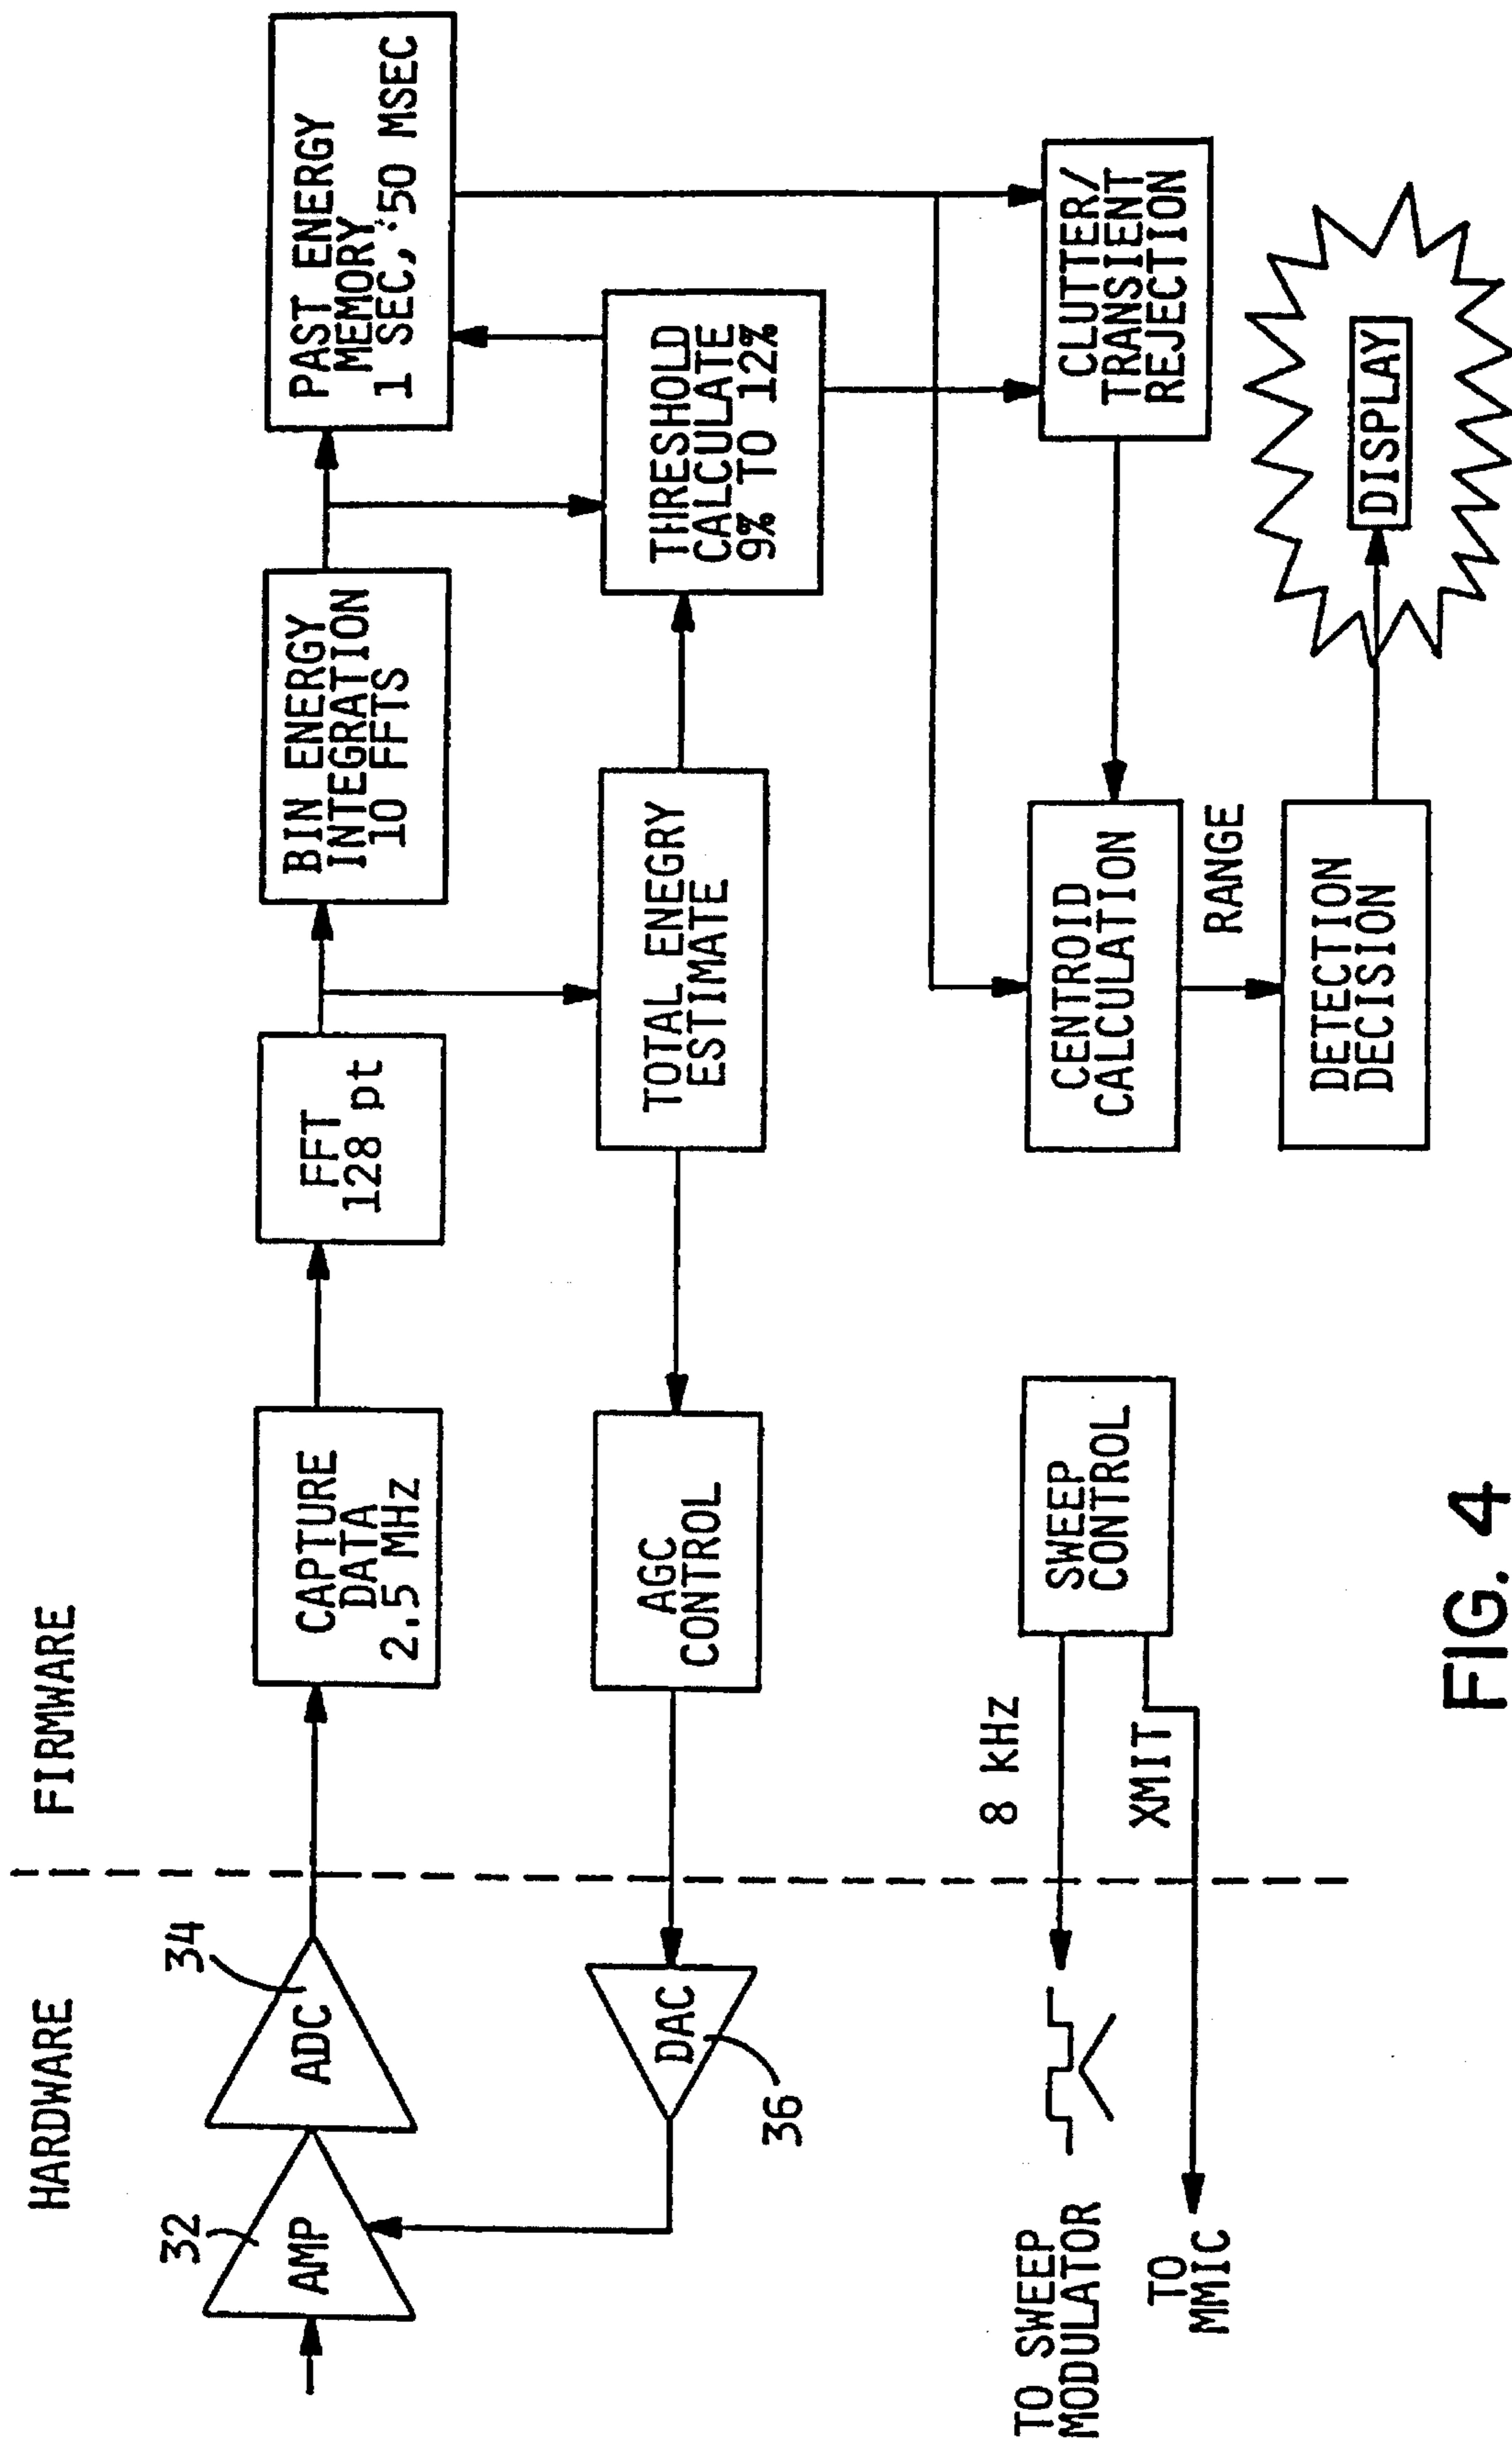 HARDWARE
FIRMWARE
32
AMP
34
ADC
CAPTURE
DATA
2.5 MHz
FFT
128 pt
BIN ENERGY
INTEGRATION
10 FFTS
PAST ENERGY
MEMORY
1 SEC, 50 MSEC
36
DAC
AGC
CONTROL
TOTAL ENEGRY
ESTIMATE
THRESHOLD
CALCULATE
9% TO 12%
TO SWEEP
MODULATOR
8 kHz
SWEEP
CONTROL
XMIT
TO
MMIC
CENTROID
CALCULATION
CLUTTER/
TRANSIENT
REJECTION
RANGE
DETECTION
DECISION
DISPLAY
FIG. 4